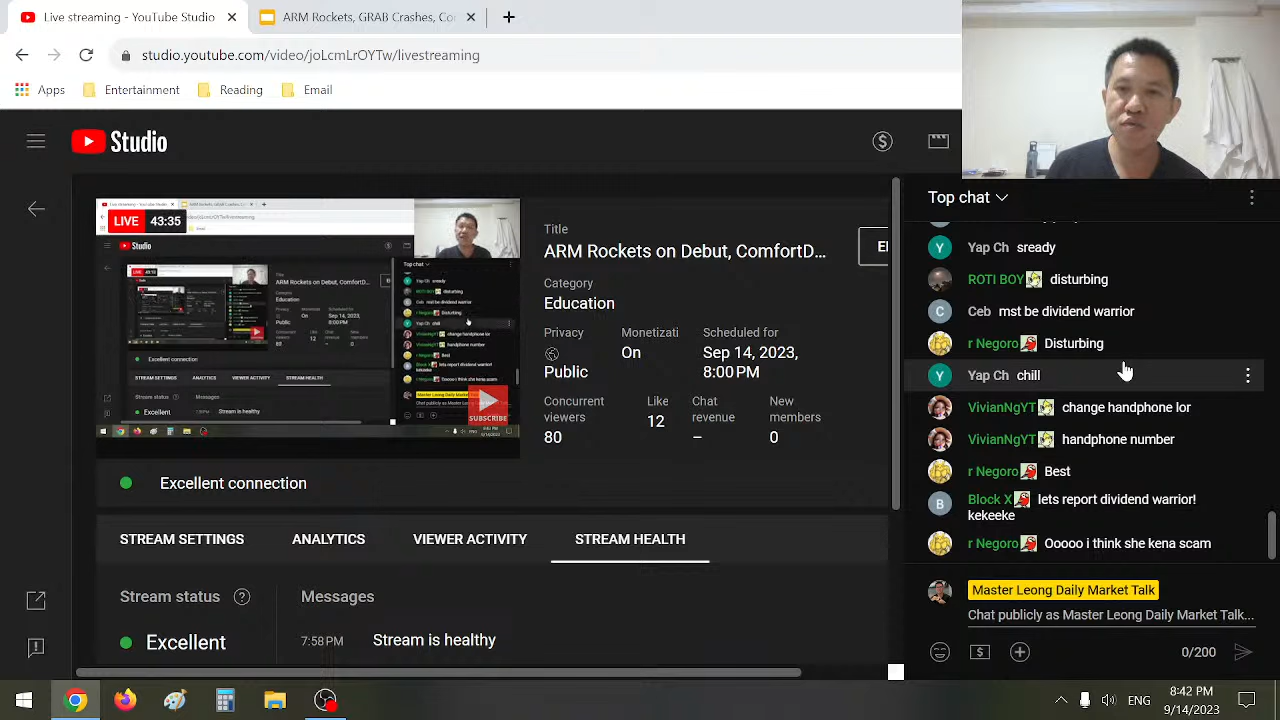 Live streaming - YouTube Studio
ARM Rockets, GRAB Crashes, Co
studio.youtube.com/video/joLcmLrOYTw/livestreaming
Apps Entertainment Reading Email
Studio
LIVE 43:35
SUBSCRIBE
Title
ARM Rockets on Debut, ComfortD...
Category
Education
Privacy
Public
Monetizati
On
Scheduled for
Sep 14, 2023,
8:00 PM
Concurrent
viewers
80
Like
12
Chat
revenue
–
New
members
0
Excellent connection
STREAM SETTINGS ANALYTICS VIEWER ACTIVITY STREAM HEALTH
Stream status Messages
Excellent 7:58 PM Stream is healthy
Top chat
Yap Ch sready
ROTI BOY disturbing
Ceb mst be dividend warrior
r Negoro Disturbing
Yap Ch chill
VivianNgYT change handphone lor
VivianNgYT handphone number
r Negoro Best
Block X lets report dividend warrior!
kekeeke
r Negoro Ooooo i think she kena scam
Master Leong Daily Market Talk
Chat publicly as Master Leong Daily Market Talk...
0/200
ENG
8:42 PM
9/14/2023